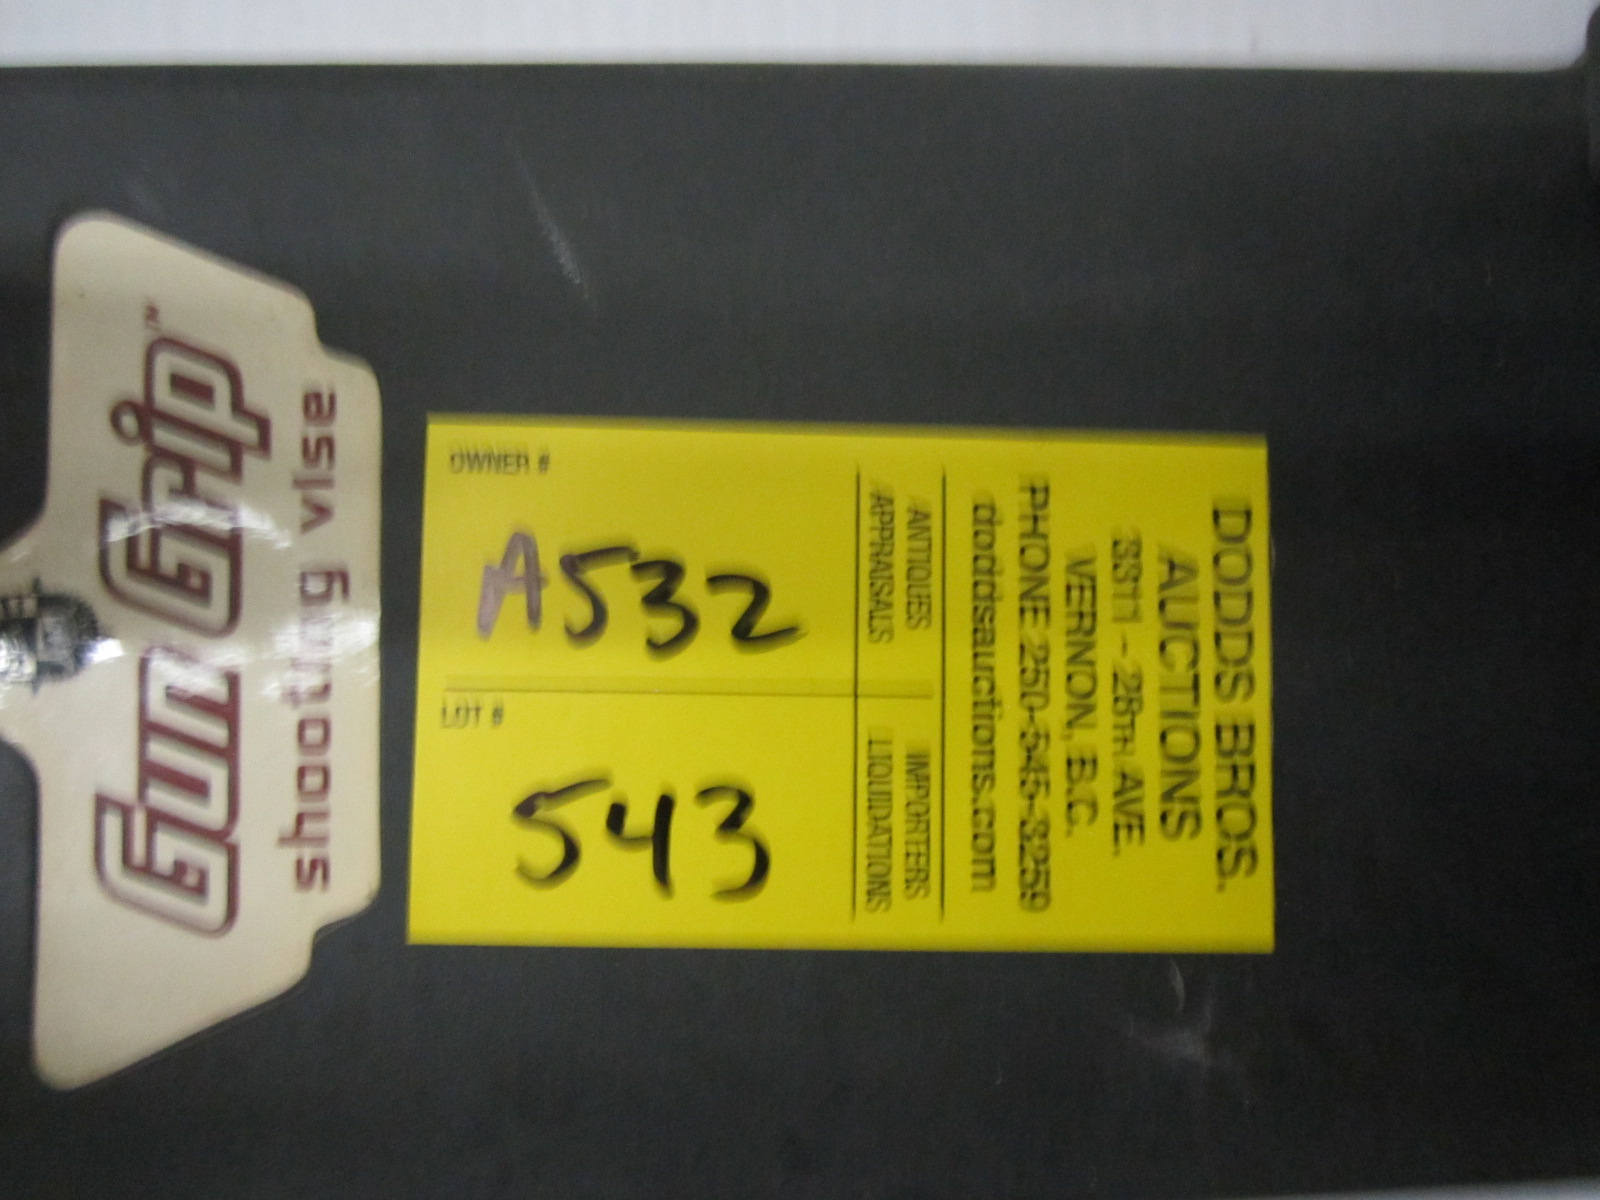 Gun Grip™
shooting vise
DODDS BROS.
AUCTIONS
3311 - 28TH AVE.
VERNON, B.C.
PHONE 250-545-3259
doddsauctions.com
ANTIQUES IMPORTERS
APPRAISALS LIQUIDATIONS
OWNER # LOT #
A532 543